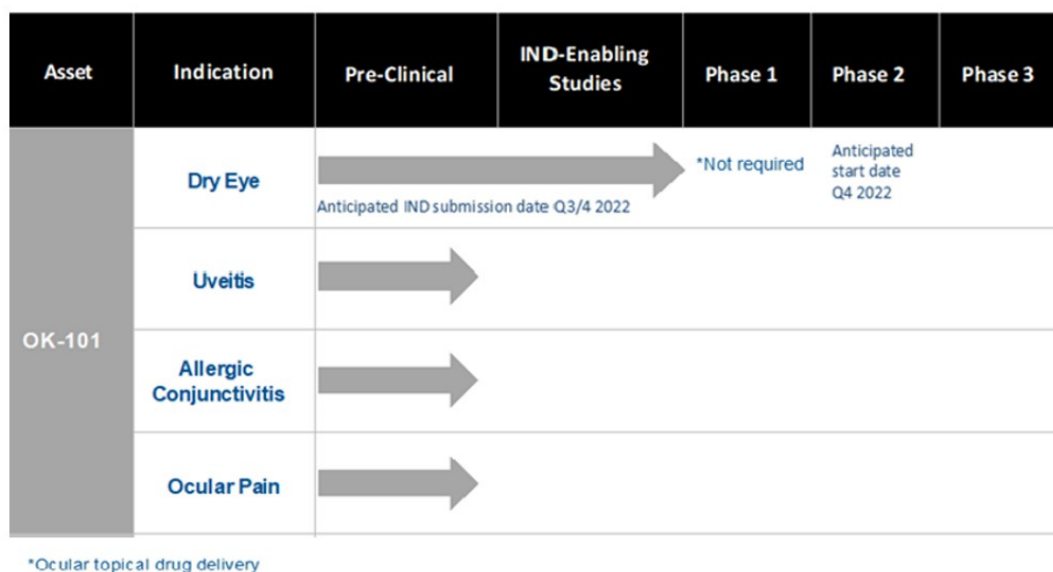 Asset
Indication
Pre-Clinical
IND-Enabling
Studies
Phase 1
Phase 2
Phase 3
OK-101
Dry Eye
Anticipated IND submission date Q3/4 2022
*Not required
Anticipated
start date
Q4 2022
Uveitis
Allergic
Conjunctivitis
Ocular Pain
*Ocular topical drug delivery